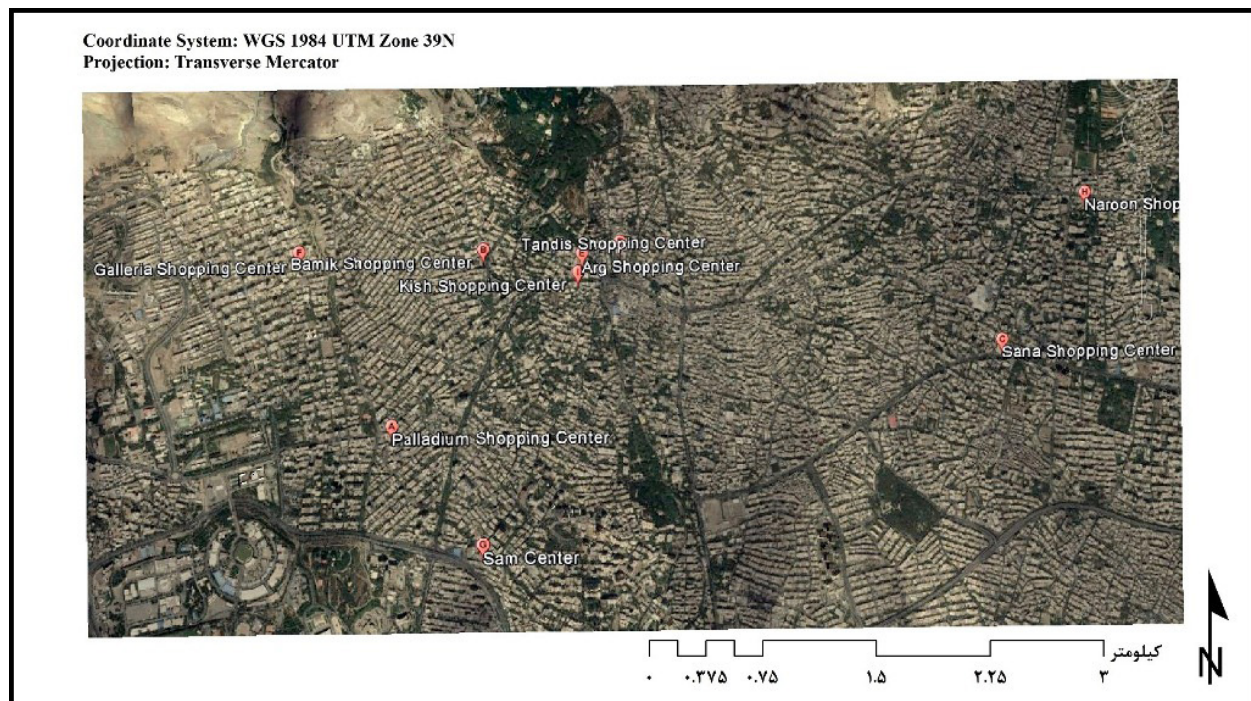 Coordinate System: WGS 1984 UTM Zone 39N
Projection: Transverse Mercator
H
Naroon Shop
Tandis Shopping Center
F
B
E
Galleria Shopping Center
Bamik Shopping Center
Arg Shopping Center
Kish Shopping Center
C
Sana Shopping Center
A
Palladium Shopping Center
G
Sam Center
کیلومتر
۰ ۰.۳۷۵ ۰.۷۵ ۱.۵ ۲.۲۵ ۳
N